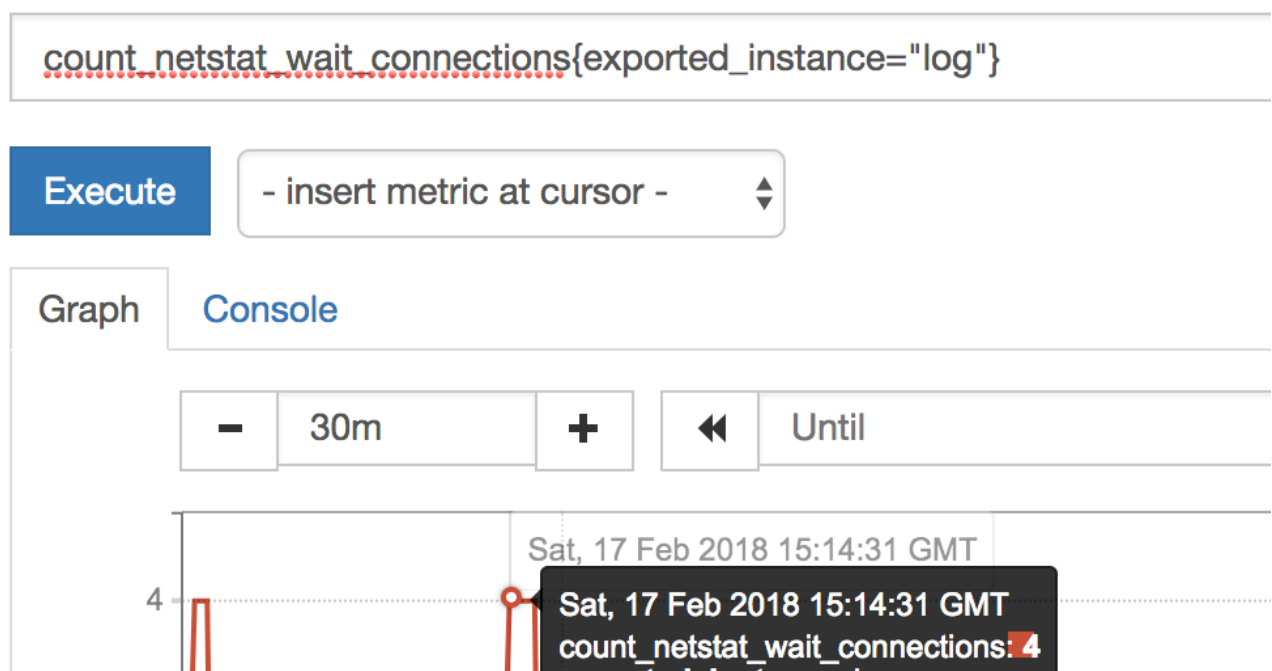 count_netstat_wait_connections{exported_instance="log"}
Execute - insert metric at cursor -
Graph Console
30m Until
Sat, 17 Feb 2018 15:14:31 GMT
4
Sat, 17 Feb 2018 15:14:31 GMT
count_netstat_wait_connections: 4